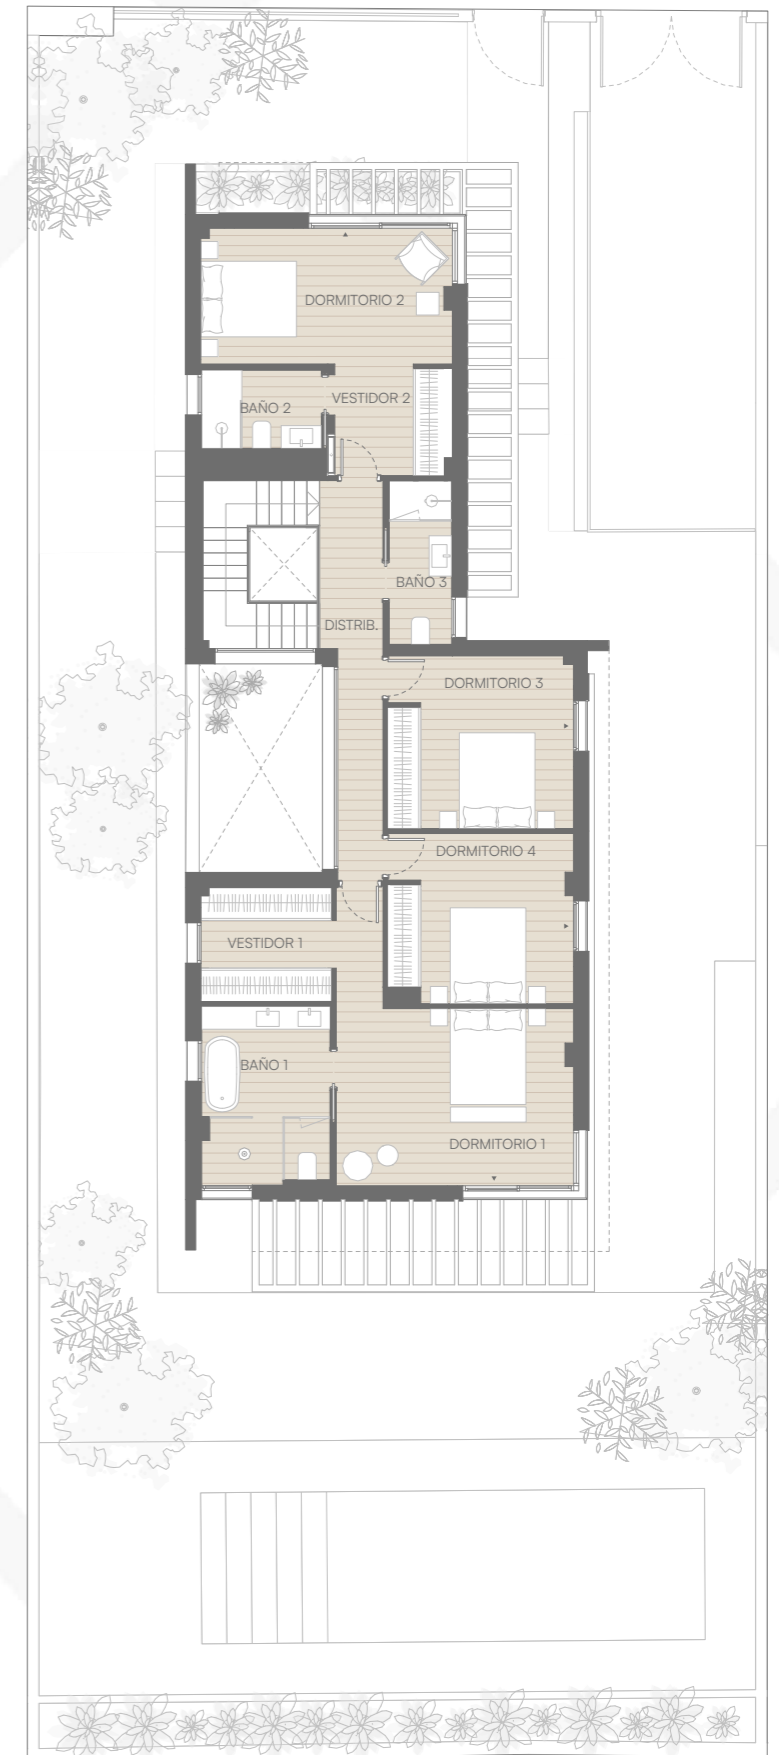 DORMITORIO 2
VESTIDOR 2
BAÑO 2
BAÑO 3
DISTRIB.
DORMITORIO 3
DORMITORIO 4
VESTIDOR 1
BAÑO 1
DORMITORIO 1